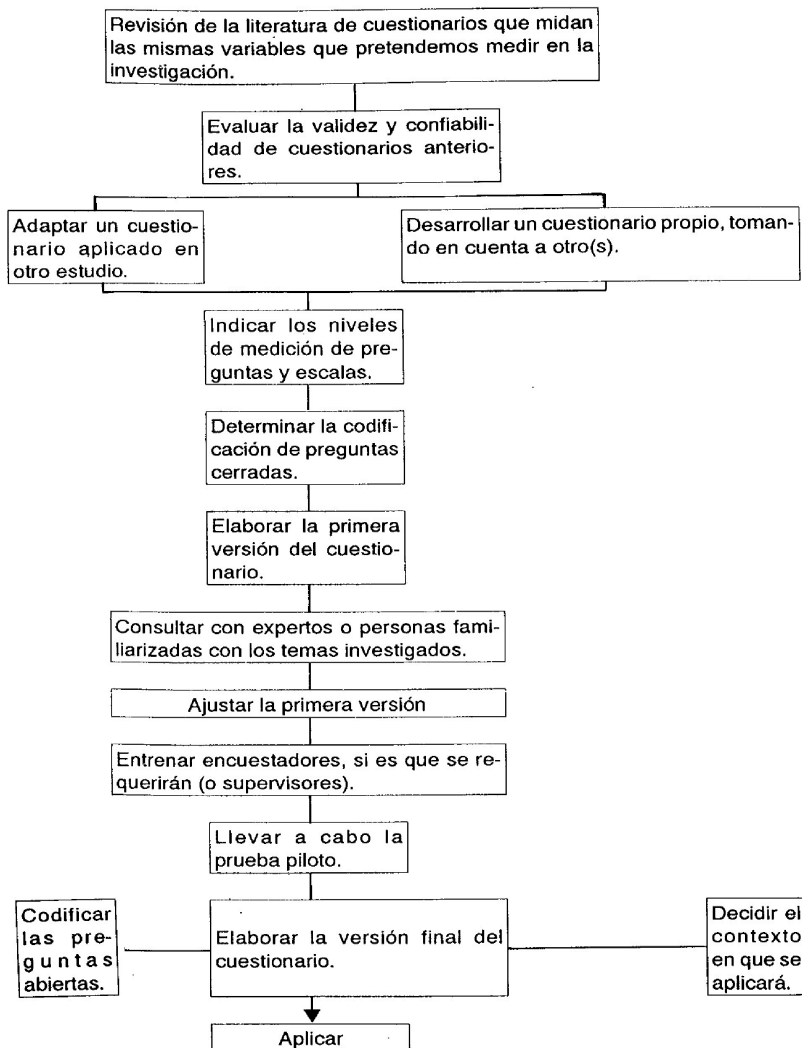 Revisión de la literatura de cuestionarios que midan
las mismas variables que pretendemos medir en la
investigación.
Evaluar la validez y confiabili-
dad de cuestionarios anterio-
res.
Adaptar un cuestio-
nario aplicado en
otro estudio.
Desarrollar un cuestionario propio, toman-
do en cuenta a otro(s).
Indicar los niveles
de medición de pre-
guntas y escalas.
Determinar la codifi-
cación de preguntas
cerradas.
Elaborar la primera
versión del cuestio-
nario.
Consultar con expertos o personas fami-
liarizadas con los temas investigados.
Ajustar la primera versión
Entrenar encuestadores, si es que se re-
querirán (o supervisores).
Llevar a cabo la
prueba piloto.
Codificar
las pre-
guntas
abiertas.
Elaborar la versión final del
cuestionario.
Decidir el
contexto
en que se
aplicará.
Aplicar